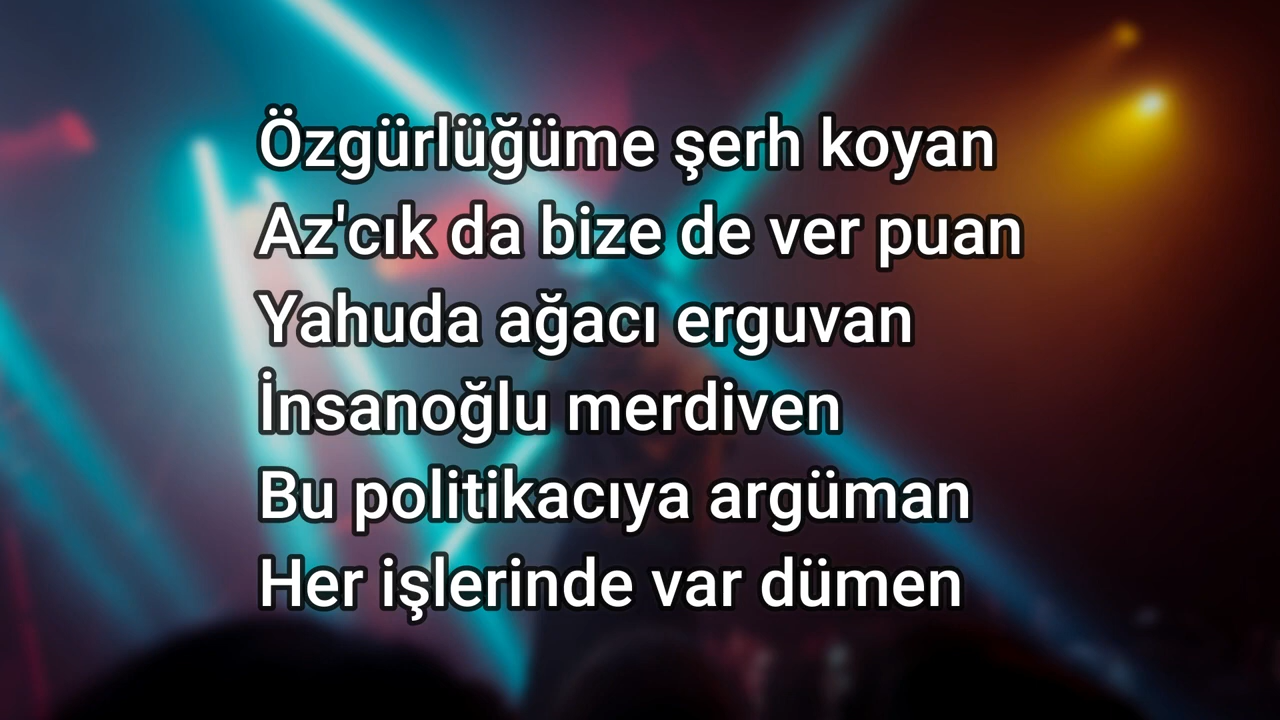 Özgürlüğüme şerh koyan
Az'cık da bize de ver puan
Yahuda ağacı erguvan
İnsanoğlu merdiven
Bu politikacıya argüman
Her işlerinde var dümen